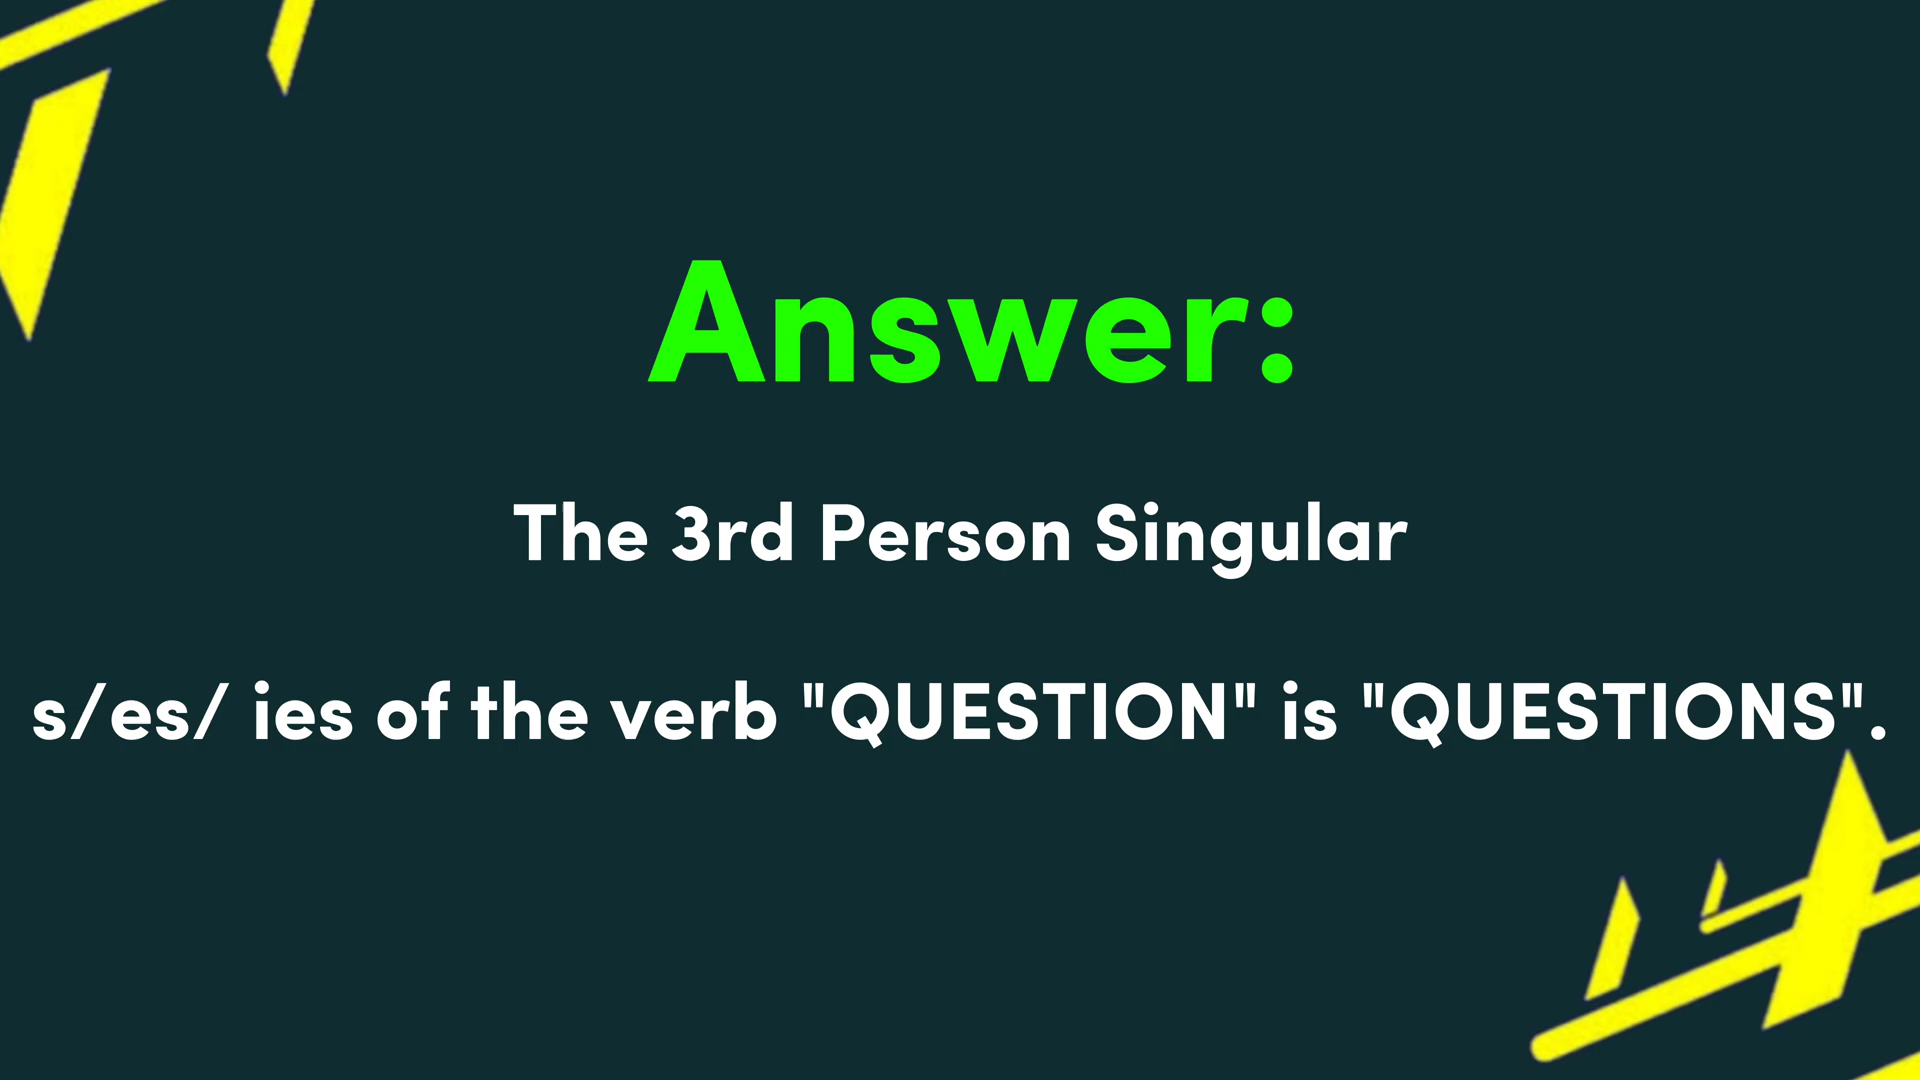 Answer:
The 3rd Person Singular
s/es/ ies of the verb "QUESTION" is "QUESTIONS".